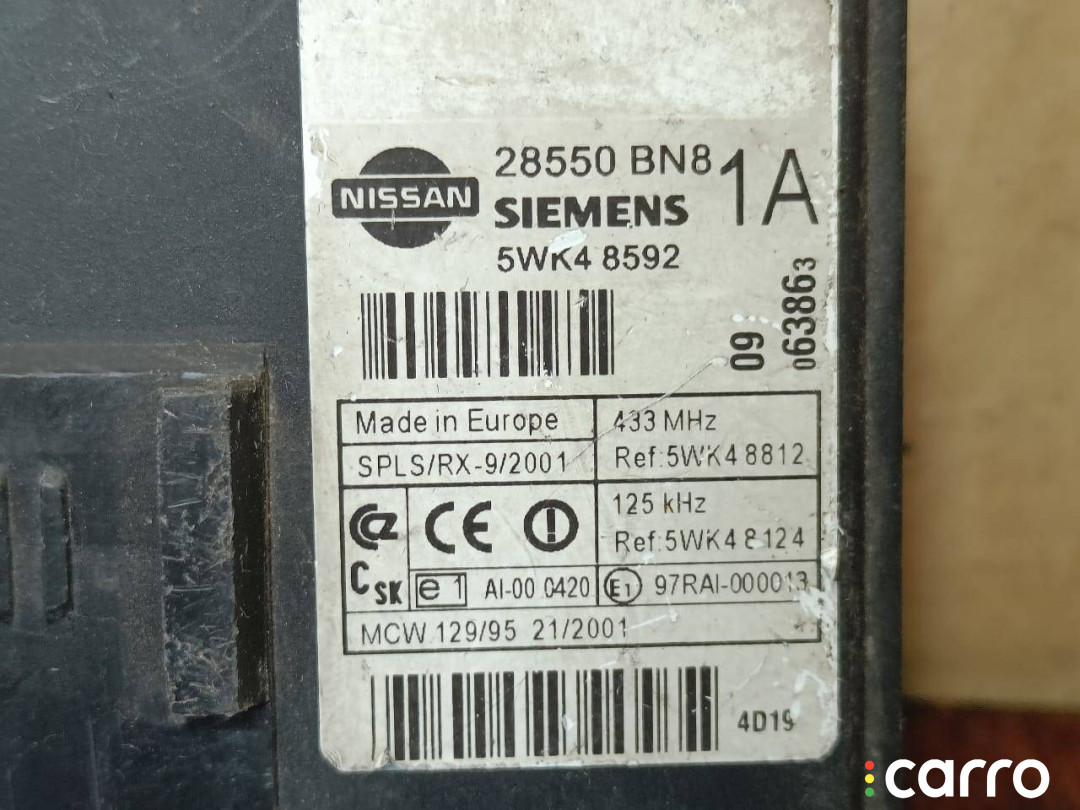 NISSAN
28550 BN8 1A
SIEMENS
5WK4 8592
09
063863
Made in Europe
433 MHz
SPLS/RX-9/2001
Ref:5WK4 8812
125 kHz
CE
Ref:5WK4 8124
CSK
e1
AI-00 0420
E1
97RAI-000013
MCW 129/95 21/2001
4D19
carro